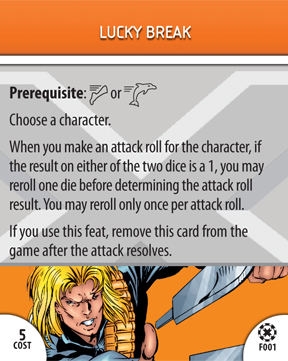 LUCKY BREAK
Prerequisite: or
Choose a character.
When you make an attack roll for the character, if
the result on either of the two dice is a 1, you may
reroll one die before determining the attack roll
result. You may reroll only once per attack roll.
If you use this feat, remove this card from the
game after the attack resolves.
5
COST
F001